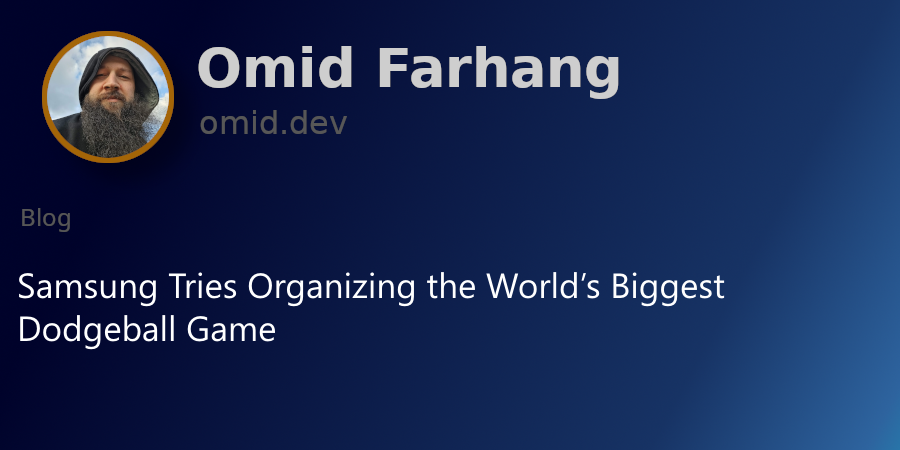 Omid Farhang
omid.dev
Blog
Samsung Tries Organizing the World’s Biggest
Dodgeball Game